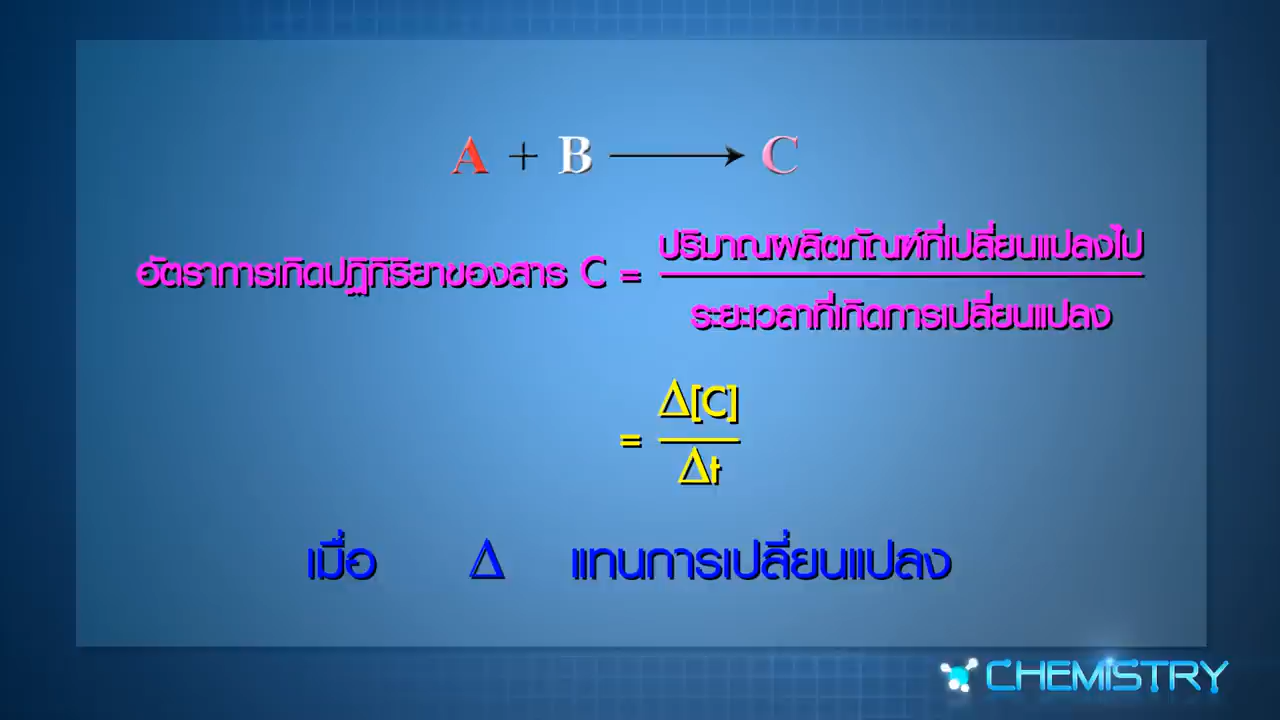 A + B ⟶ C
อัตราการเกิดปฏิกิริยาของสาร C = ปริมาณผลิตภัณฑ์ที่เปลี่ยนแปลงไป
ระยะเวลาที่เกิดการเปลี่ยนแปลง
= Δ[C]
Δt
เมื่อ Δ แทนการเปลี่ยนแปลง
CHEMISTRY